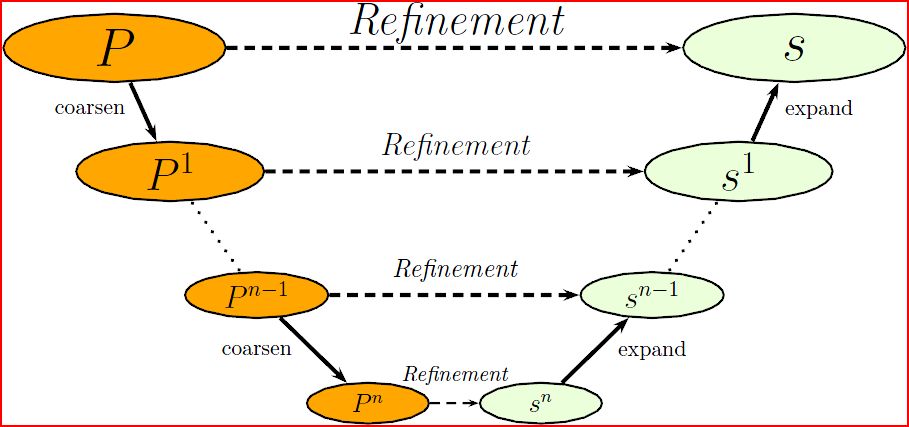 Refinement
P
s
coarsen
expand
Refinement
P^1
s^1
Refinement
P^{n-1}
s^{n-1}
coarsen
expand
Refinement
P^n
s^n